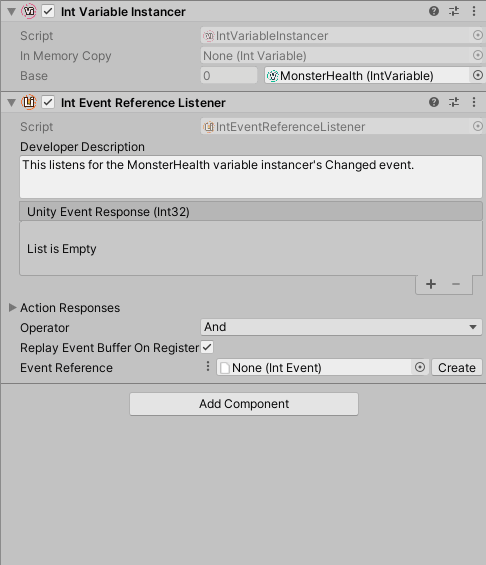 Int Variable Instancer
Script IntVariableInstancer
In Memory Copy None (Int Variable)
Base 0 MonsterHealth (IntVariable)
Int Event Reference Listener
Script IntEventReferenceListener
Developer Description
This listens for the MonsterHealth variable instancer's Changed event.
Unity Event Response (Int32)
List is Empty
+ −
Action Responses
Operator And
Replay Event Buffer On Register
Event Reference None (Int Event) Create
Add Component